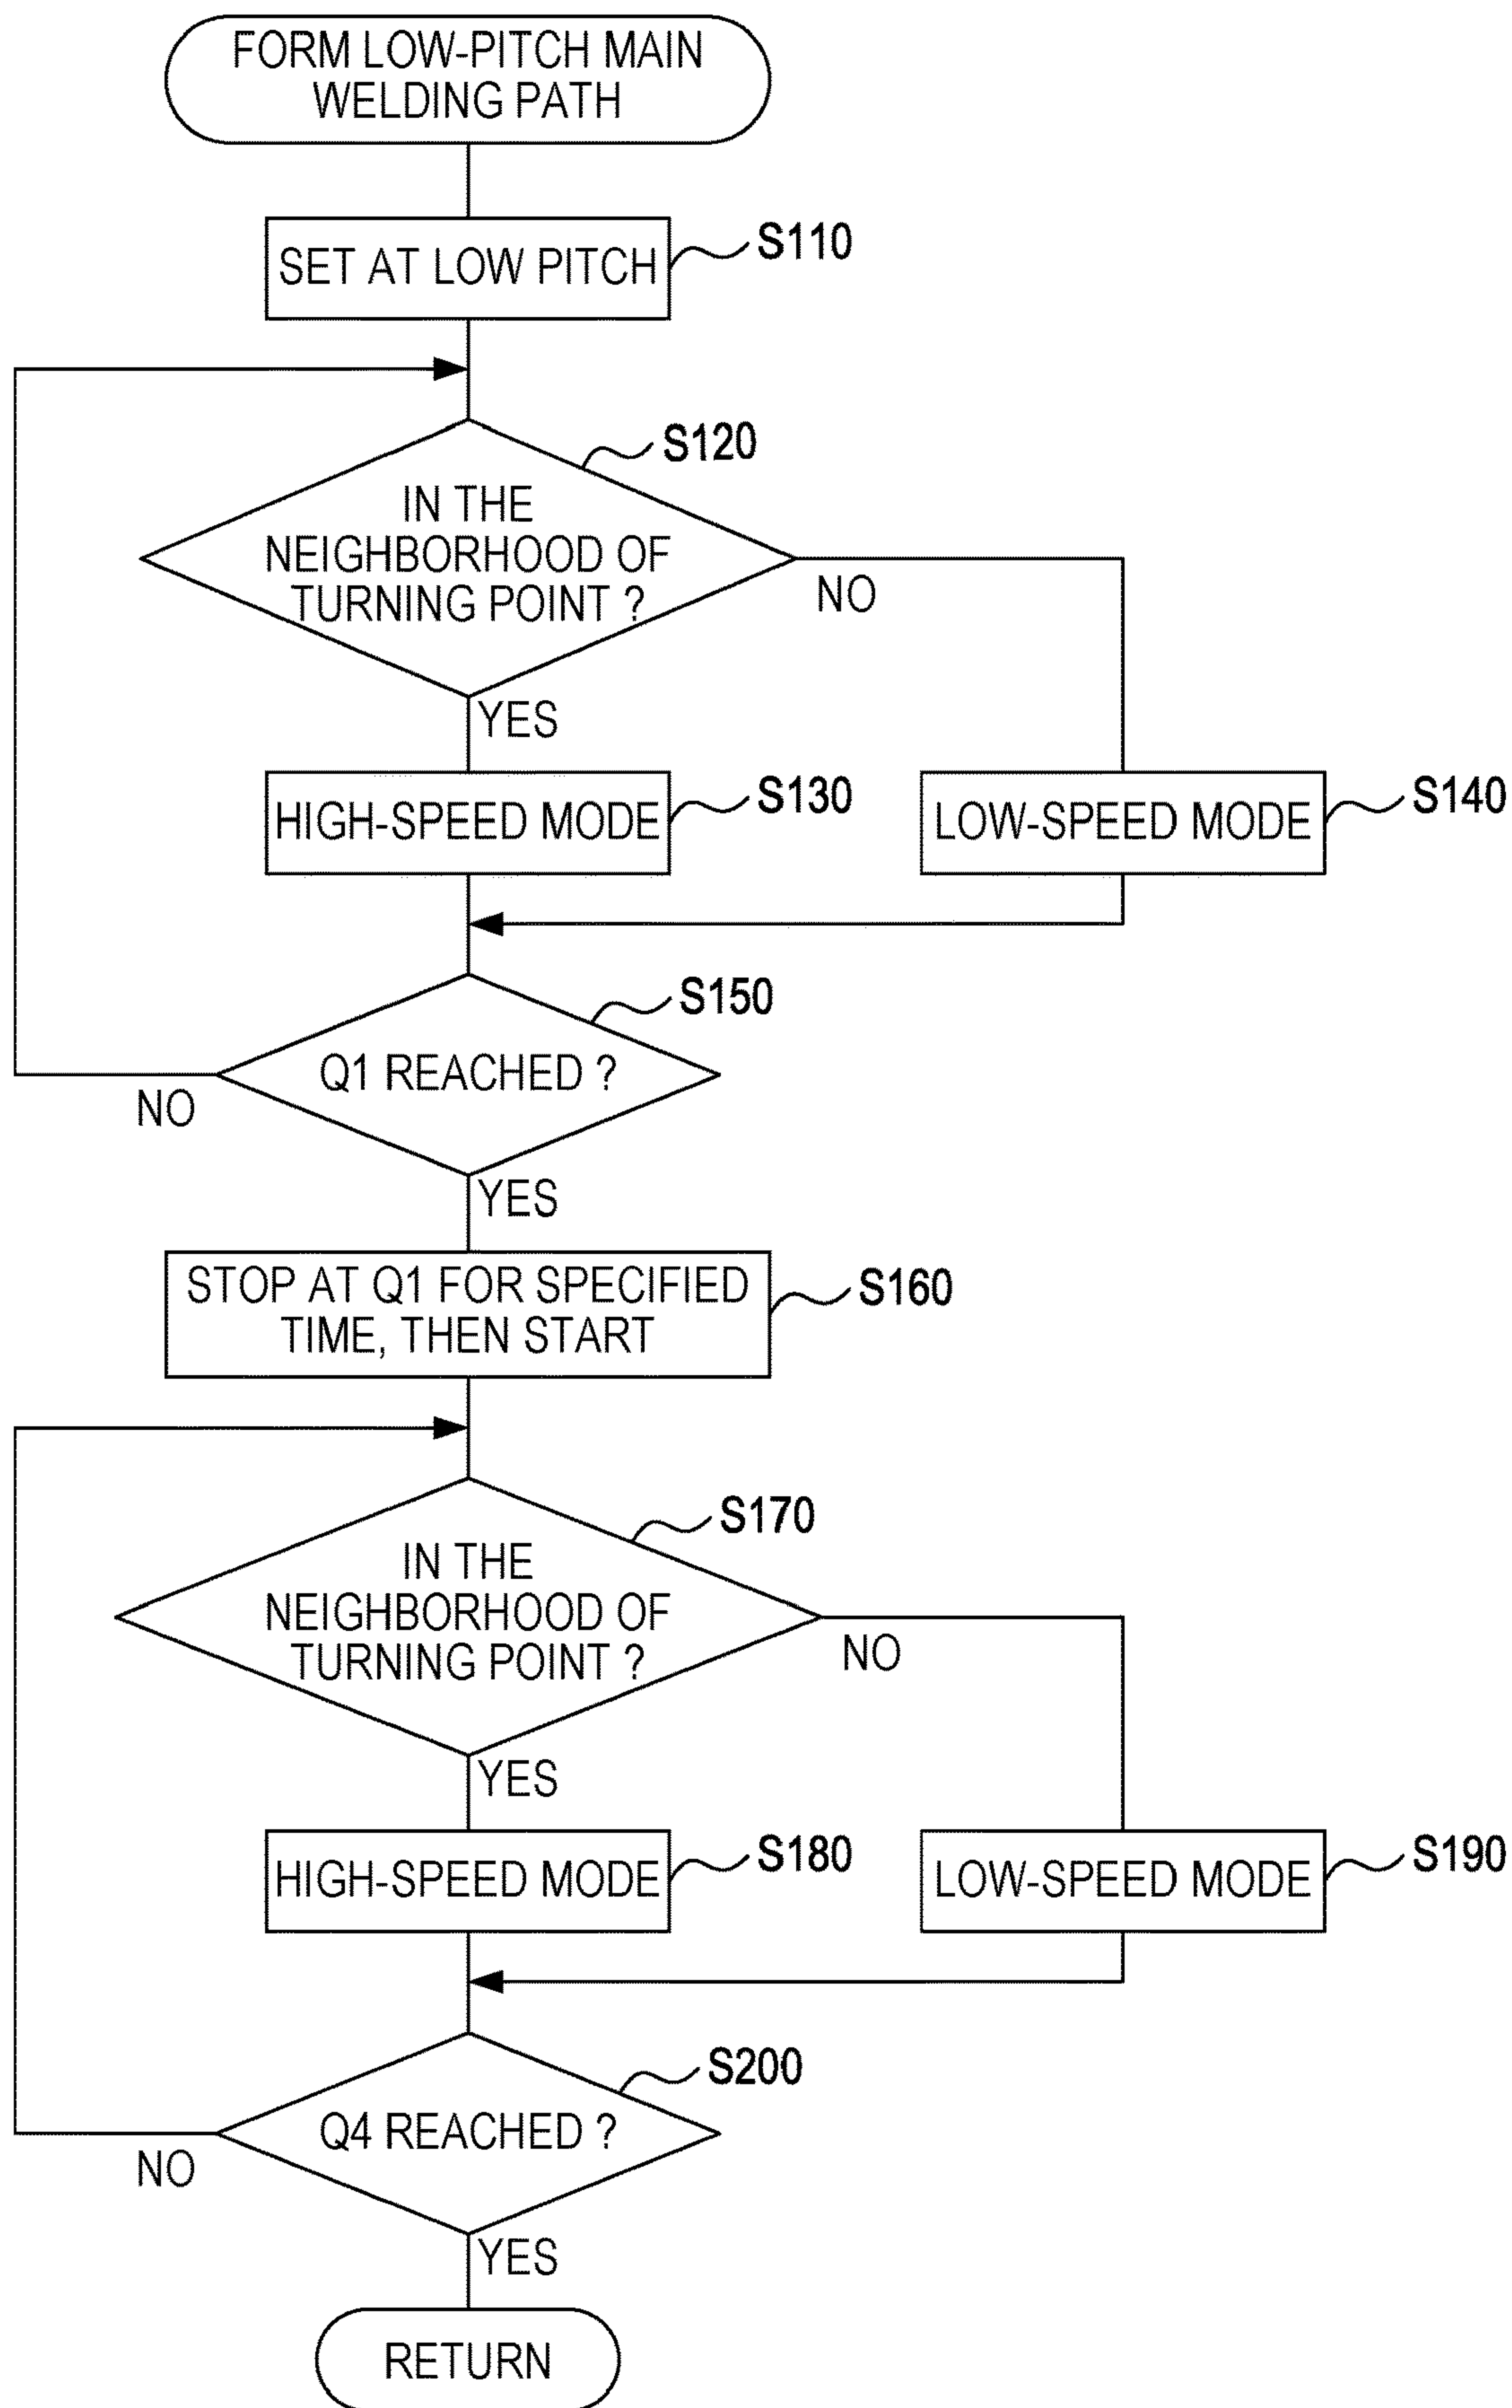 FORM LOW-PITCH MAIN
WELDING PATH
SET AT LOW PITCH
S110
S120
IN THE
NEIGHBORHOOD OF
TURNING POINT ?
NO
YES
HIGH-SPEED MODE
S130
LOW-SPEED MODE
S140
S150
Q1 REACHED ?
NO
YES
STOP AT Q1 FOR SPECIFIED
TIME, THEN START
S160
S170
IN THE
NEIGHBORHOOD OF
TURNING POINT ?
NO
YES
HIGH-SPEED MODE
S180
LOW-SPEED MODE
S190
S200
Q4 REACHED ?
NO
YES
RETURN